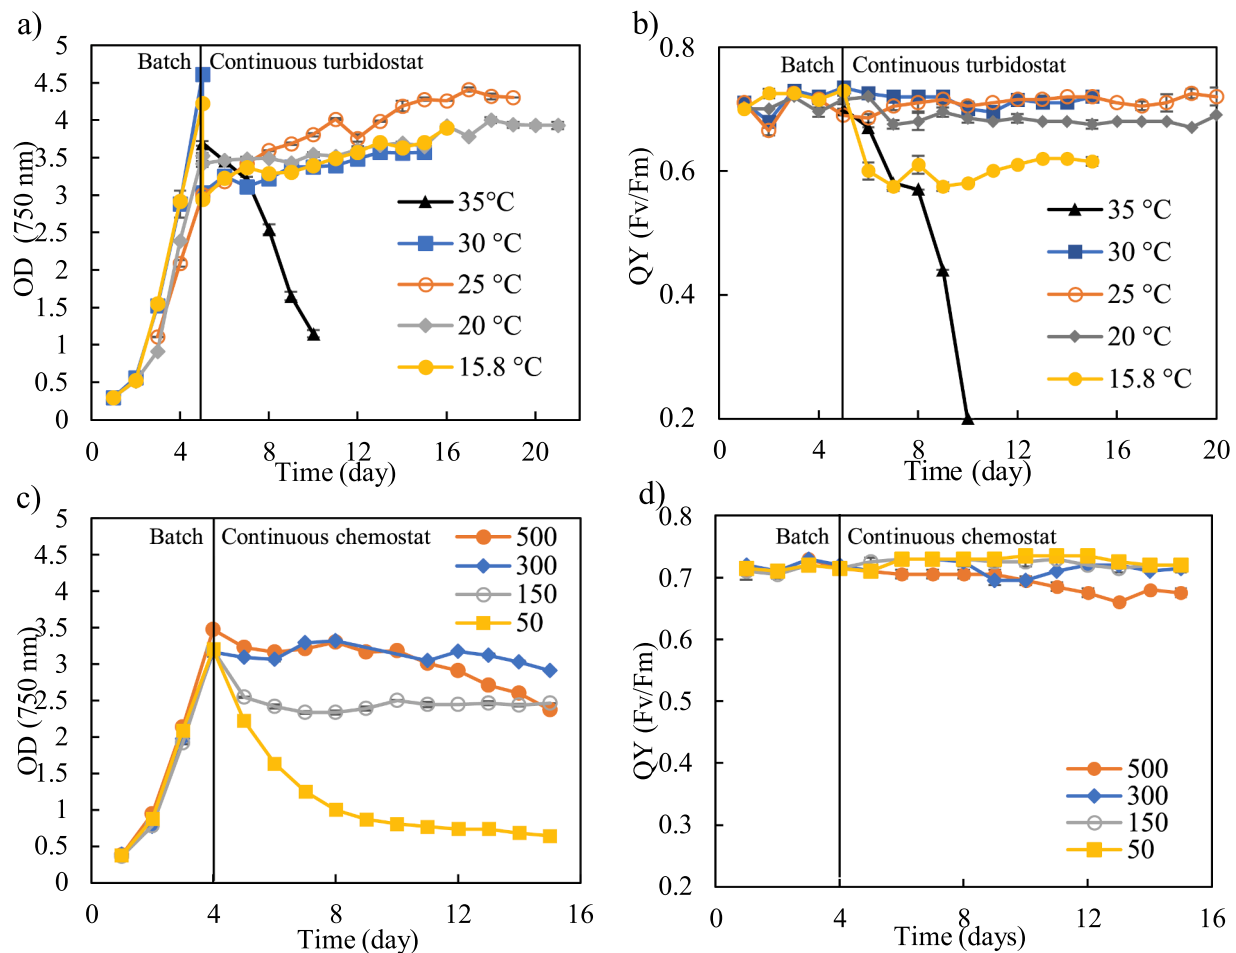 a)
5
4.5
4
3.5
3
2.5
2
1.5
1
0.5
0
OD (750 nm)
Batch
Continuous turbidostat
35°C
30 °C
25 °C
20 °C
15.8 °C
0
4
8
12
16
20
Time (day)
b)
0.8
0.6
0.4
0.2
QY (Fv/Fm)
Batch
Continuous turbidostat
35 °C
30 °C
25 °C
20 °C
15.8 °C
0
4
8
12
16
20
Time (day)
c)
5
4.5
4
3.5
3
2.5
2
1.5
1
0.5
0
OD (750 nm)
Batch
Continuous chemostat
500
300
150
50
0
4
8
12
16
Time (day)
d)
0.8
0.7
0.6
0.5
0.4
0.3
0.2
QY (Fv/Fm)
Batch
Continuous chemostat
500
300
150
50
0
4
8
12
16
Time (days)